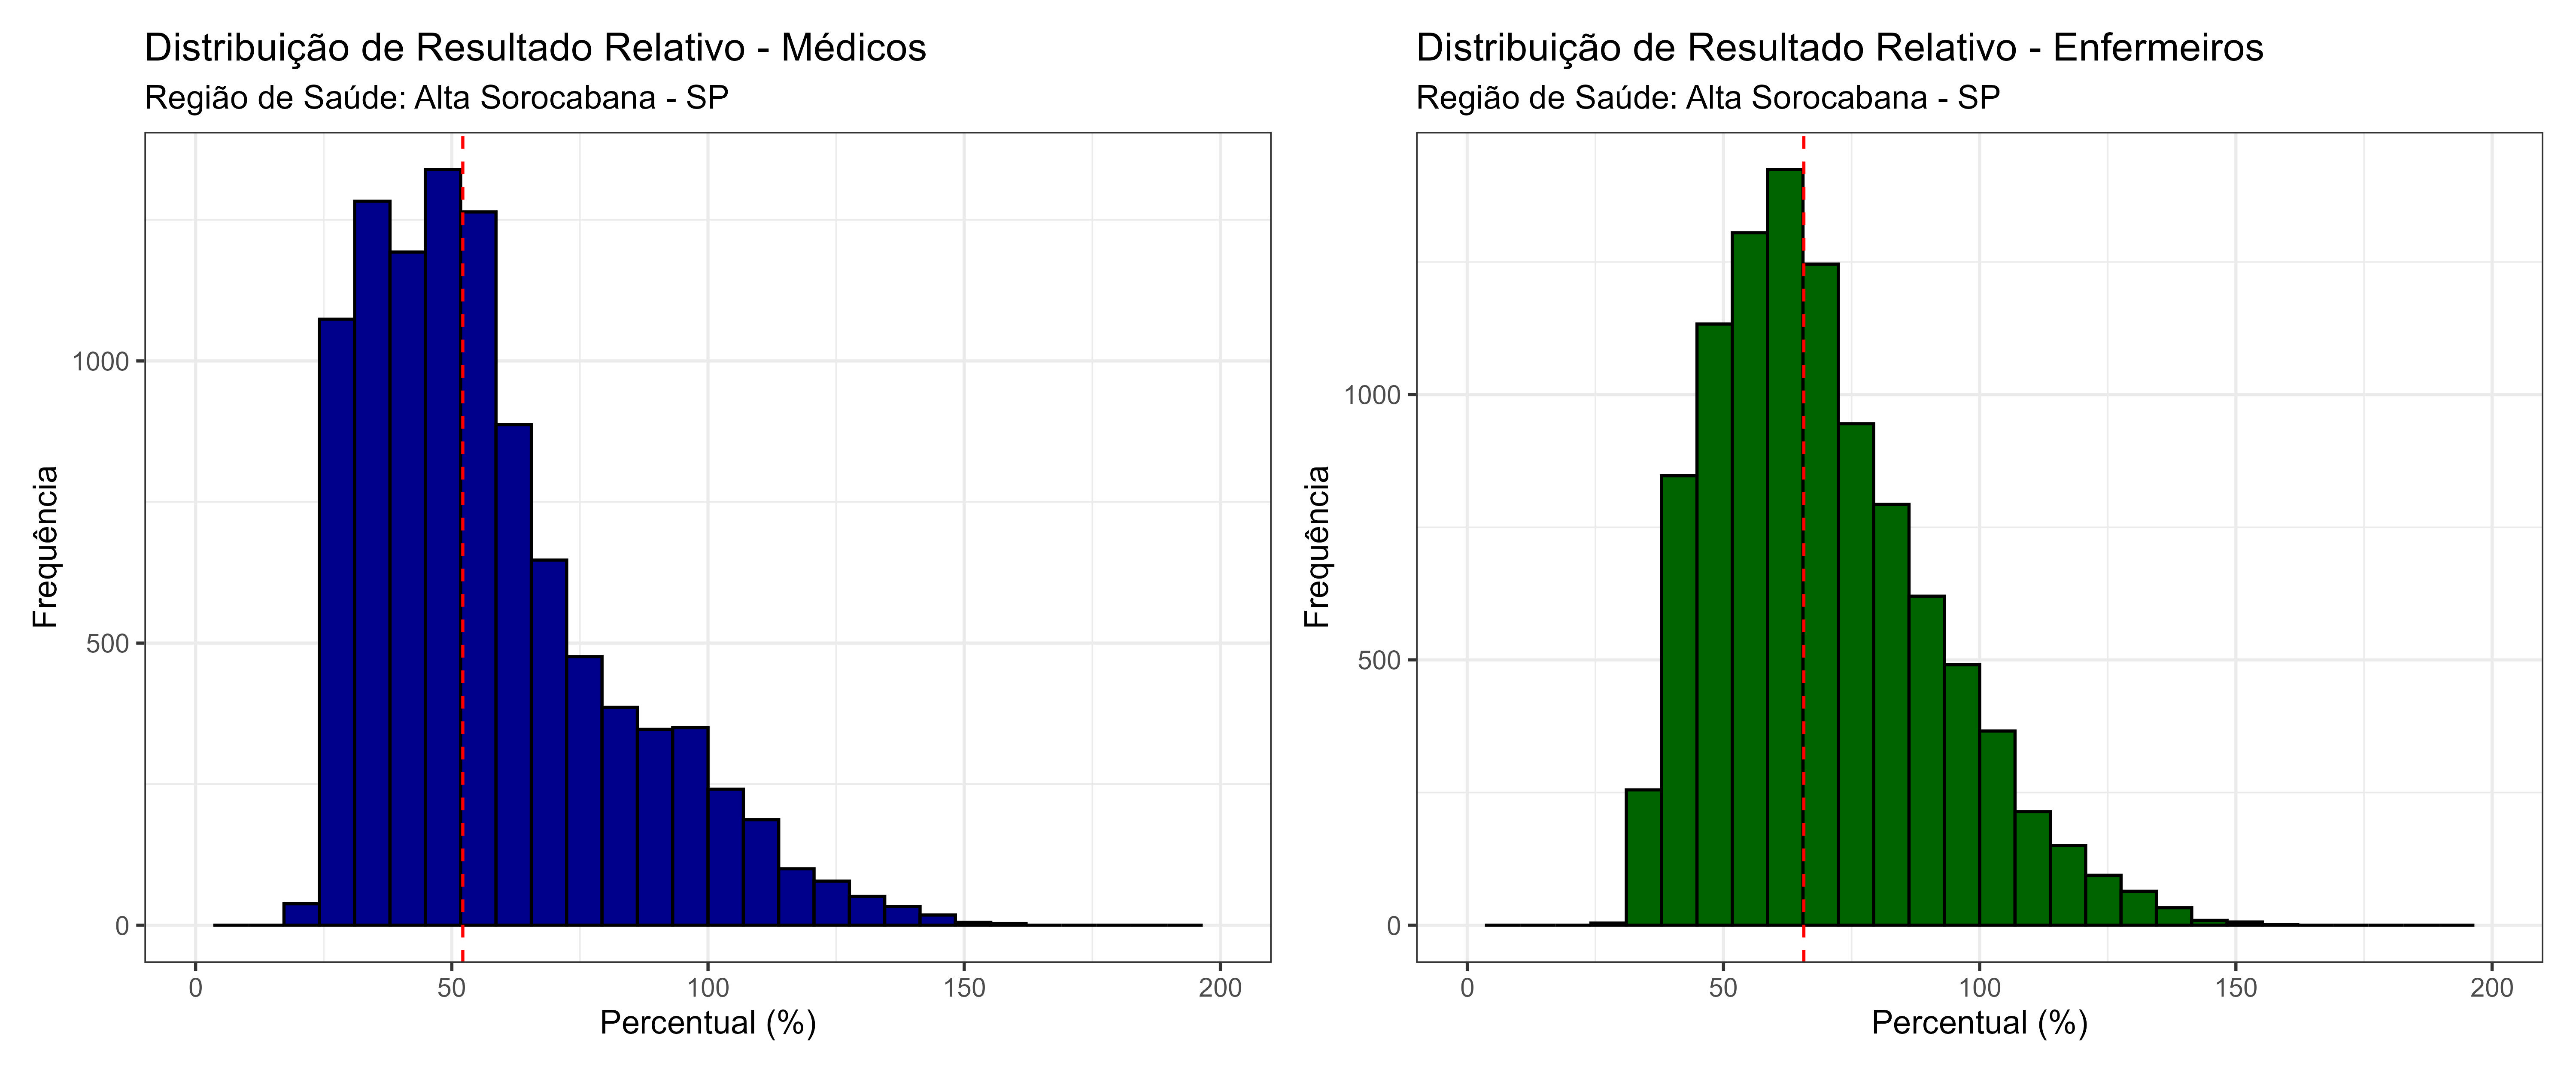 Distribuição de Resultado Relativo - Médicos
Região de Saúde: Alta Sorocabana - SP
Frequência
1000
500
0
0
50
100
150
200
Percentual (%)
Distribuição de Resultado Relativo - Enfermeiros
Região de Saúde: Alta Sorocabana - SP
Frequência
1000
500
0
0
50
100
150
200
Percentual (%)